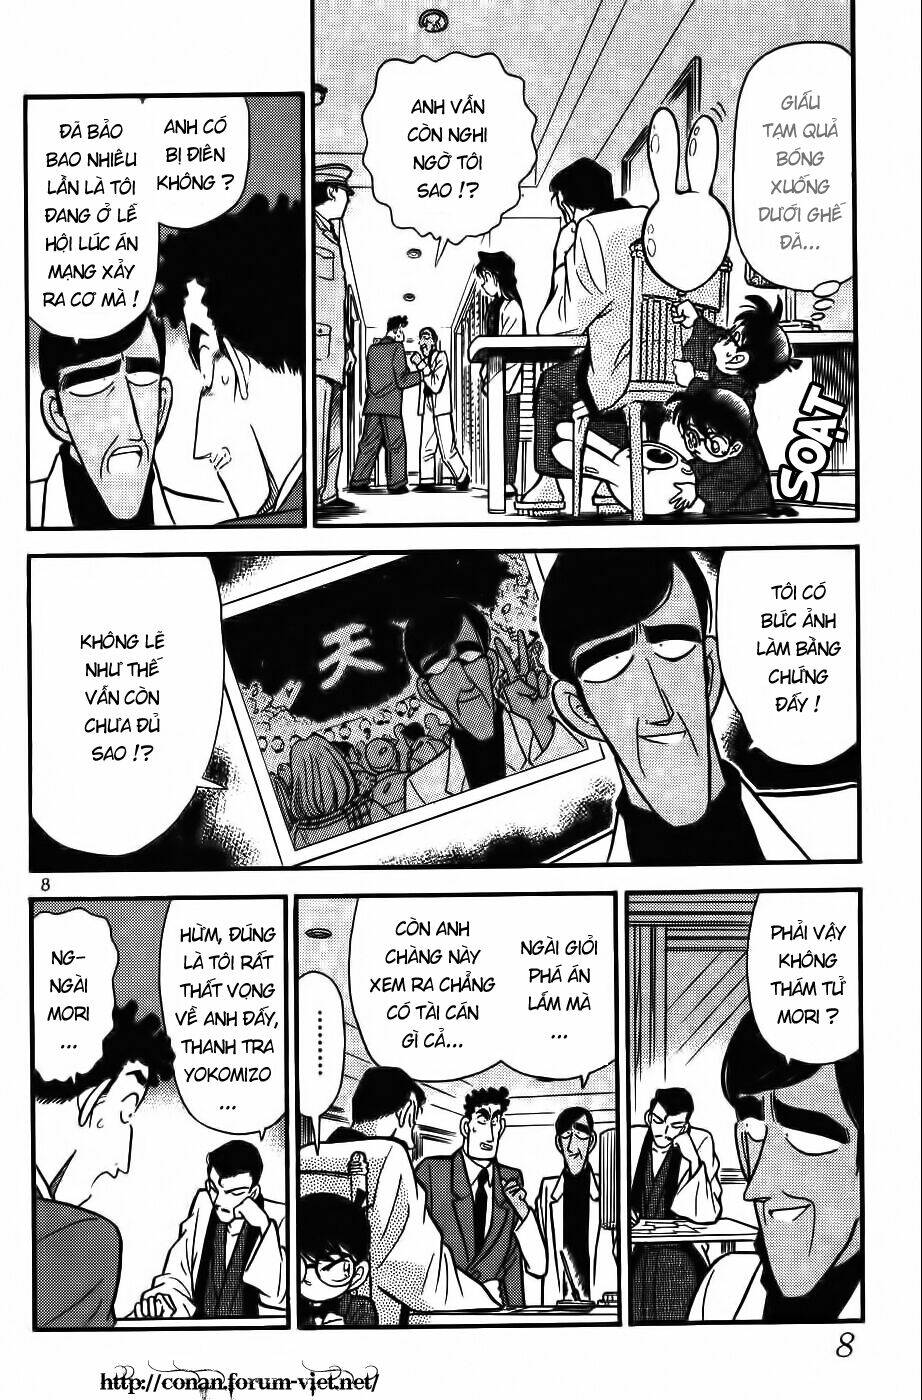 GIẤU
TẠM QUẢ
BÓNG
XUỐNG
DƯỚI GHẾ
ĐÃ...
ANH VẪN
CÒN NGHI
NGỜ TÔI
SAO !?
SOẠT
ANH CÓ
BỊ ĐIÊN
KHÔNG ?
ĐÃ BẢO
BAO NHIÊU
LẦN LÀ TÔI
ĐANG Ở LỄ
HỘI LÚC ÁN
MẠNG XẢY
RA CƠ MÀ !
TÔI CÓ
BỨC ẢNH
LÀM BẰNG
CHỨNG
ĐẤY !
天
KHÔNG LẼ
NHƯ THẾ
VẪN CÒN
CHƯA ĐỦ
SAO !?
8
PHẢI VẬY
KHÔNG
THÁM TỬ
MORI ?
NGÀI GIỎI
PHÁ ÁN
LẮM MÀ
...
CÒN ANH
CHÀNG NÀY
XEM RA CHẲNG
CÓ TÀI CÁN
GÌ CẢ...
........
HỪM, ĐÚNG
LÀ TÔI RẤT
THẤT VỌNG
VỀ ANH ĐẤY,
THANH TRA
YOKOMIZO
...
NG-
NGÀI
MORI
...
8
http://conan.forum-viet.net/